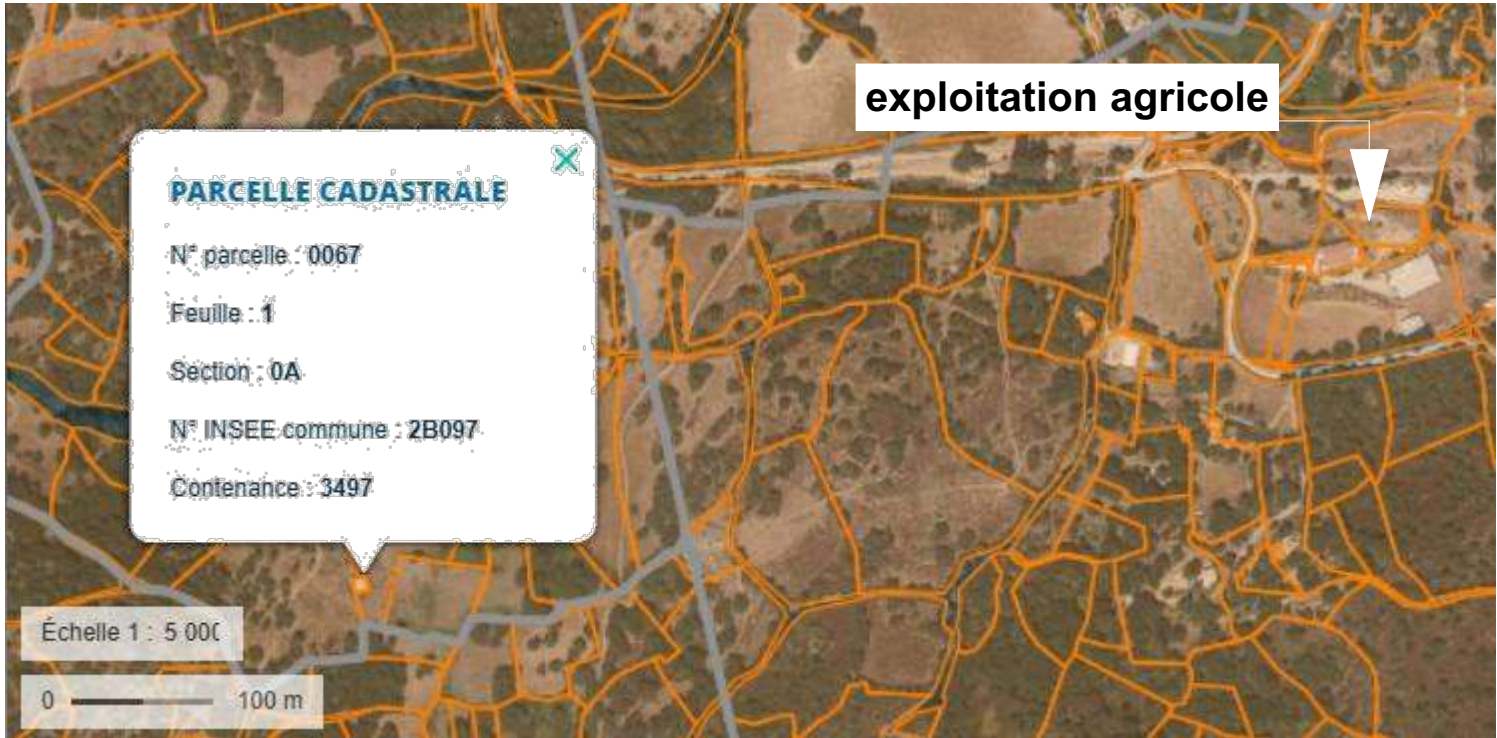 exploitation agricole
PARCELLE CADASTRALE
N° parcelle : 0067
Feuille : 1
Section : 0A
N° INSEE commune : 2B097
Contenance : 3497
Échelle 1 : 5 000
0 100 m